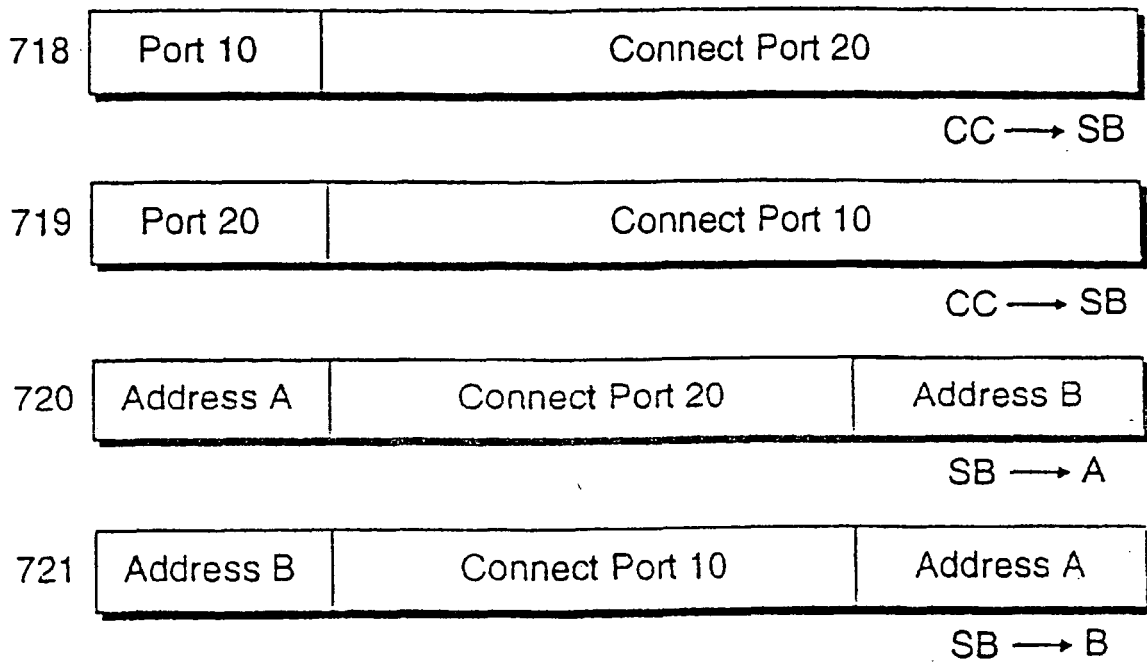 718 Port 10 Connect Port 20
CC → SB
719 Port 20 Connect Port 10
CC → SB
720 Address A Connect Port 20 Address B
SB → A
721 Address B Connect Port 10 Address A
SB → B